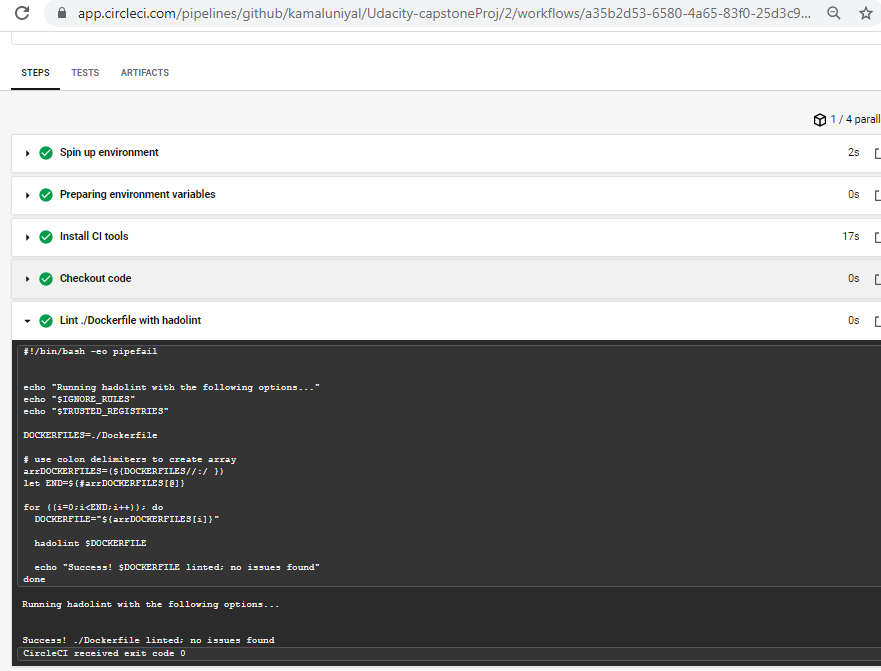 app.circleci.com/pipelines/github/kamaluniyal/Udacity-capstoneProj/2/workflows/a35b2d53-6580-4a65-83f0-25d3c9...
STEPS TESTS ARTIFACTS
1 / 4 parall
Spin up environment 2s
Preparing environment variables 0s
Install CI tools 17s
Checkout code 0s
Lint ./Dockerfile with hadolint 0s
#!/bin/bash -eo pipefail
echo "Running hadolint with the following options..."
echo "$IGNORE_RULES"
echo "$TRUSTED_REGISTRIES"
DOCKERFILES=./Dockerfile
# use colon delimiters to create array
arrDOCKERFILES=(${DOCKERFILES//:/ })
let END=${#arrDOCKERFILES[@]}
for ((i=0;i<END;i++)); do
  DOCKERFILE="${arrDOCKERFILES[i]}"
  hadolint $DOCKERFILE
  echo "Success! $DOCKERFILE linted; no issues found"
done
Running hadolint with the following options...
Success! ./Dockerfile linted; no issues found
CircleCI received exit code 0